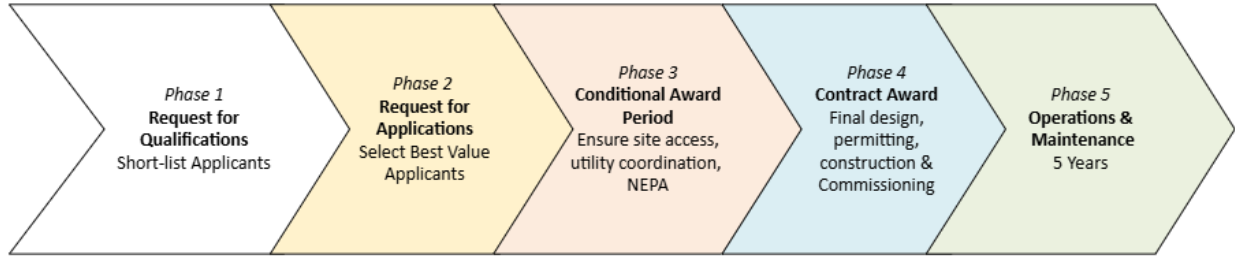 Phase 1
Request for
Qualifications
Short-list Applicants
Phase 2
Request for
Applications
Select Best Value
Applicants
Phase 3
Conditional Award
Period
Ensure site access,
utility coordination,
NEPA
Phase 4
Contract Award
Final design,
permitting,
construction &
Commissioning
Phase 5
Operations &
Maintenance
5 Years